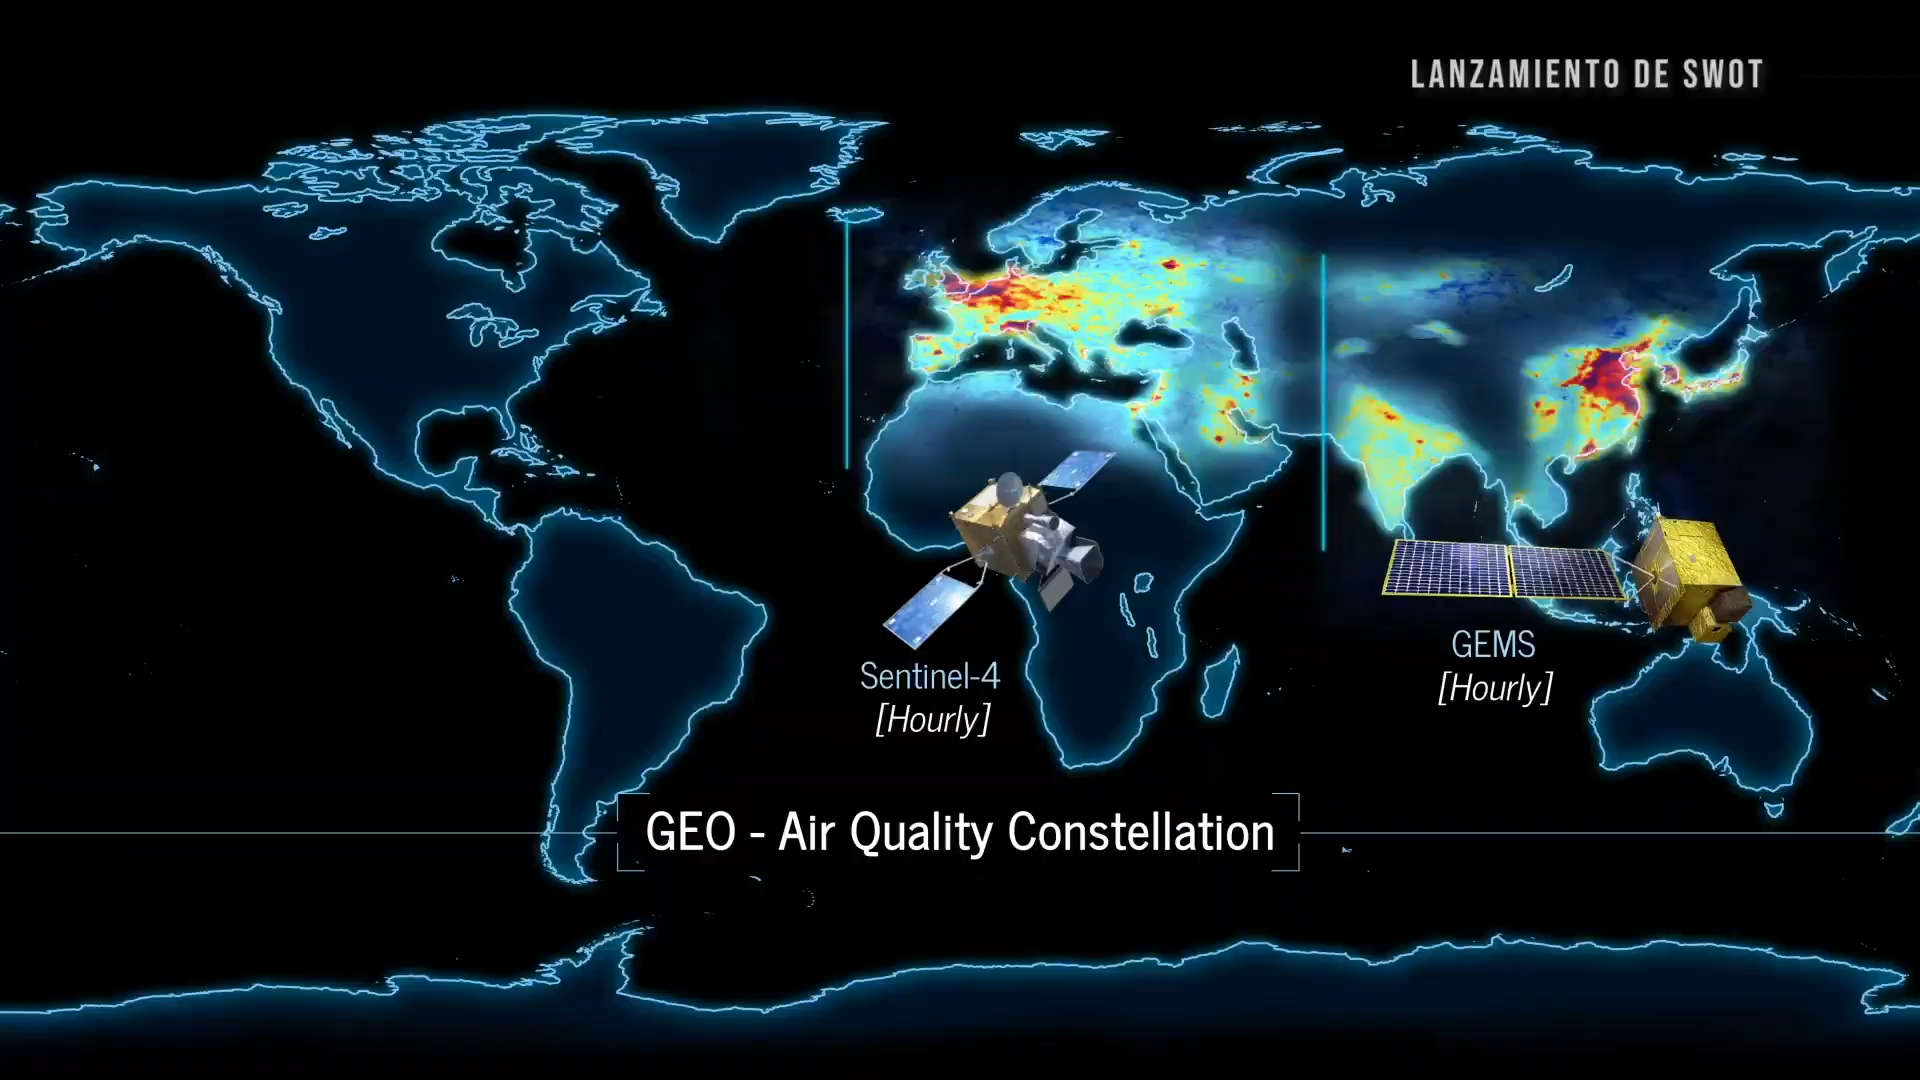 LANZAMIENTO DE SWOT
Sentinel-4
[Hourly]
GEMS
[Hourly]
GEO - Air Quality Constellation